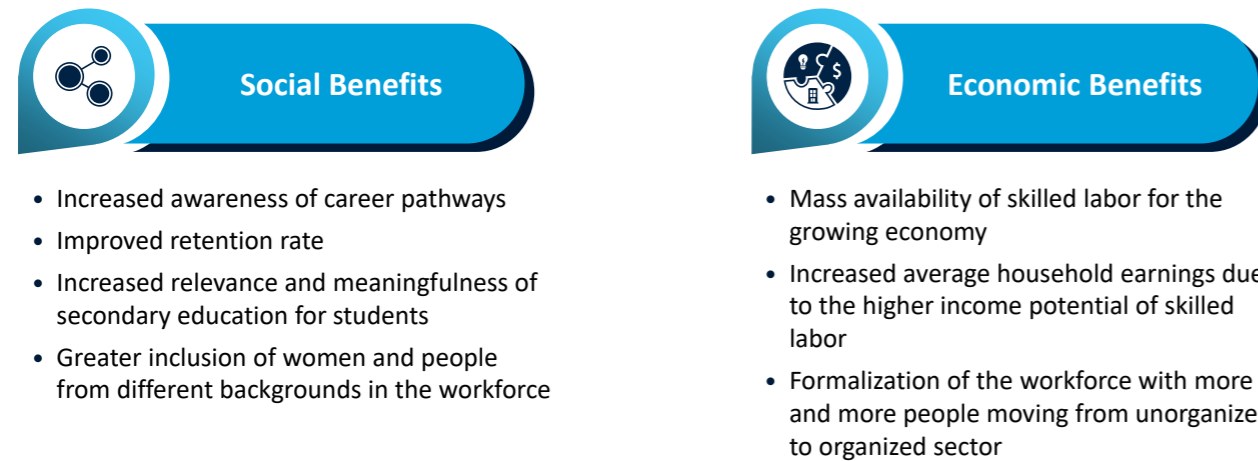 Social Benefits
• Increased awareness of career pathways
• Improved retention rate
• Increased relevance and meaningfulness of
secondary education for students
• Greater inclusion of women and people
from different backgrounds in the workforce
$
Economic Benefits
• Mass availability of skilled labor for the
growing economy
• Increased average household earnings due
to the higher income potential of skilled
labor
• Formalization of the workforce with more
and more people moving from unorganize
to organized sector